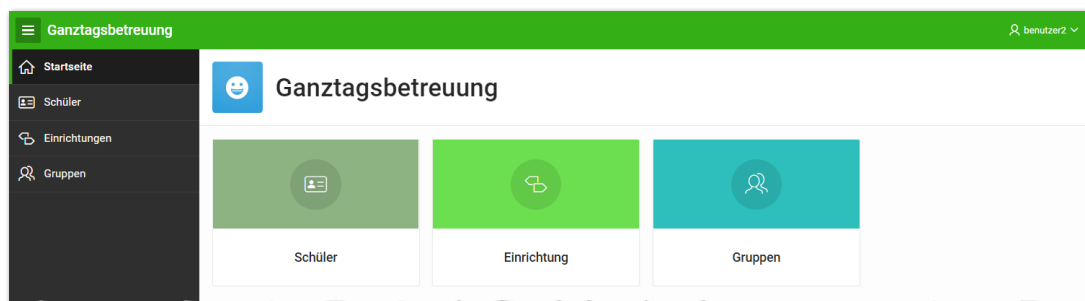 Ganztagsbetreuung
benutzer2
Startseite
Schüler
Einrichtungen
Gruppen
Ganztagsbetreuung
Schüler
Einrichtung
Gruppen